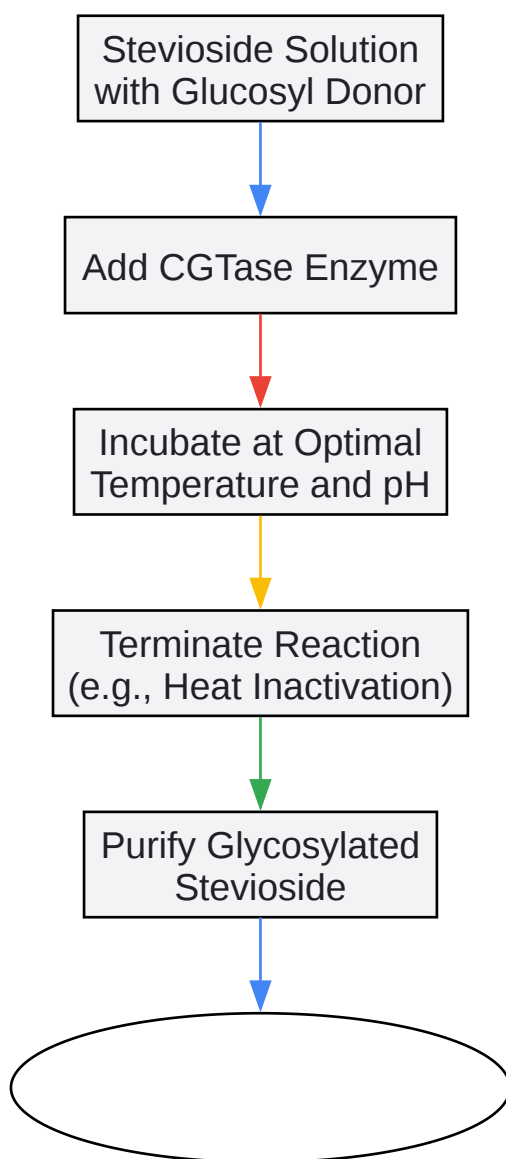 Stevioside Solution
with Glucosyl Donor
Add CGTase Enzyme
Incubate at Optimal
Temperature and pH
Terminate Reaction
(e.g., Heat Inactivation)
Purify Glycosylated
Stevioside